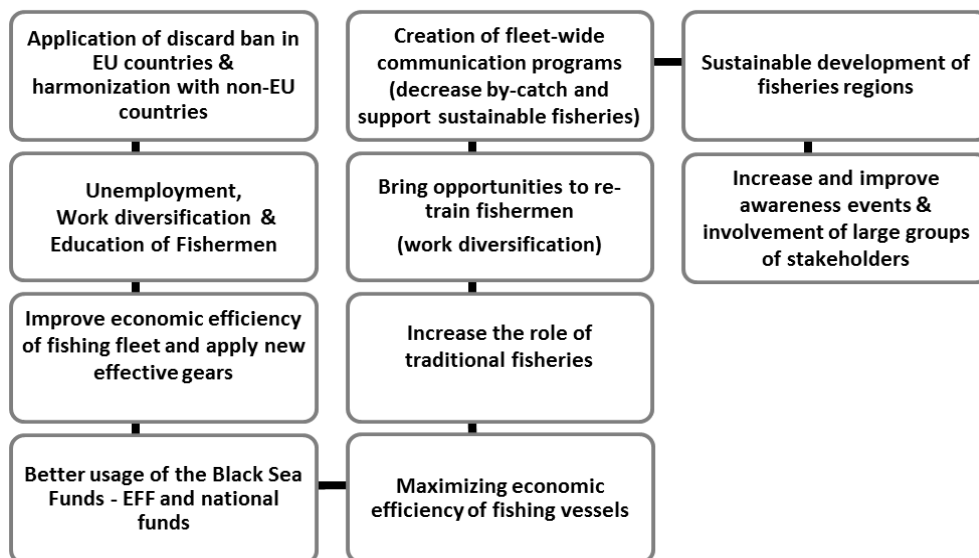 Application of discard ban in
EU countries &
harmonization with non-EU
countries
Unemployment,
Work diversification &
Education of Fishermen
Improve economic efficiency
of fishing fleet and apply new
effective gears
Better usage of the Black Sea
Funds - EFF and national
funds
Maximizing economic
efficiency of fishing vessels
Increase the role of
traditional fisheries
Bring opportunities to re-
train fishermen
(work diversification)
Creation of fleet-wide
communication programs
(decrease by-catch and
support sustainable fisheries)
Sustainable development of
fisheries regions
Increase and improve
awareness events &
involvement of large groups
of stakeholders